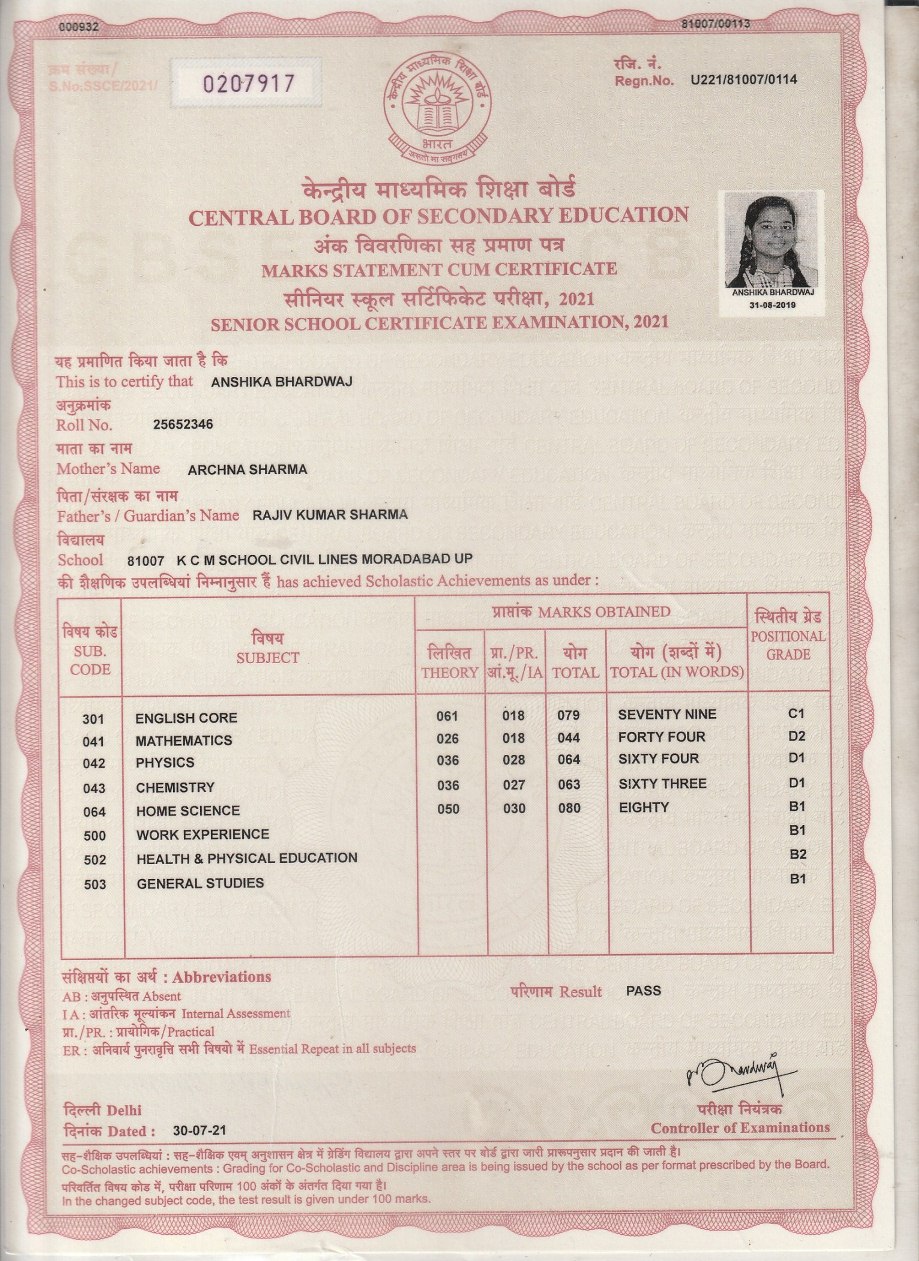 000932 81007/00113
क्रम संख्या/
S.No.SSCE/2021/ 0207917
रजि. नं.
Regn.No. U221/81007/0114
केन्द्रीय माध्यमिक शिक्षा बोर्ड
भारत
असतो मा सद्गमय
केन्द्रीय माध्यमिक शिक्षा बोर्ड
CENTRAL BOARD OF SECONDARY EDUCATION
अंक विवरणिका सह प्रमाण पत्र
MARKS STATEMENT CUM CERTIFICATE
सीनियर स्कूल सर्टिफिकेट परीक्षा, 2021
SENIOR SCHOOL CERTIFICATE EXAMINATION, 2021
ANSHIKA BHARDWAJ
31-08-2019
यह प्रमाणित किया जाता है कि
This is to certify that ANSHIKA BHARDWAJ
अनुक्रमांक
Roll No. 25652346
माता का नाम
Mother's Name ARCHNA SHARMA
पिता/संरक्षक का नाम
Father's / Guardian's Name RAJIV KUMAR SHARMA
विद्यालय
School 81007 K C M SCHOOL CIVIL LINES MORADABAD UP
की शैक्षणिक उपलब्धियां निम्नानुसार हैं has achieved Scholastic Achievements as under :
विषय कोड
SUB.
CODE
विषय
SUBJECT
प्राप्तांक MARKS OBTAINED
लिखित
THEORY
प्रा./PR.
आं.मू./IA
योग
TOTAL
योग (शब्दों में)
TOTAL (IN WORDS)
स्थितीय ग्रेड
POSITIONAL
GRADE
301 ENGLISH CORE 061 018 079 SEVENTY NINE C1
041 MATHEMATICS 026 018 044 FORTY FOUR D2
042 PHYSICS 036 028 064 SIXTY FOUR D1
043 CHEMISTRY 036 027 063 SIXTY THREE D1
064 HOME SCIENCE 050 030 080 EIGHTY B1
500 WORK EXPERIENCE B1
502 HEALTH & PHYSICAL EDUCATION B2
503 GENERAL STUDIES B1
संक्षिप्तयों का अर्थ : Abbreviations
AB : अनुपस्थित Absent
IA : आंतरिक मूल्यांकन Internal Assessment
प्रा./PR. : प्रायोगिक/Practical
ER : अनिवार्य पुनरावृत्ति सभी विषयो में Essential Repeat in all subjects
परिणाम Result PASS
दिल्ली Delhi
दिनांक Dated : 30-07-21
परीक्षा नियंत्रक
Controller of Examinations
सह-शैक्षिक उपलब्धियां : सह-शैक्षिक एवम् अनुशासन क्षेत्र में ग्रेडिंग विद्यालय द्वारा अपने स्तर पर बोर्ड द्वारा जारी प्रारूपनुसार प्रदान की जाती है।
Co-Scholastic achievements : Grading for Co-Scholastic and Discipline area is being issued by the school as per format prescribed by the Board.
परिवर्तित विषय कोड में, परीक्षा परिणाम 100 अंकों के अंतर्गत दिया गया है।
In the changed subject code, the test result is given under 100 marks.